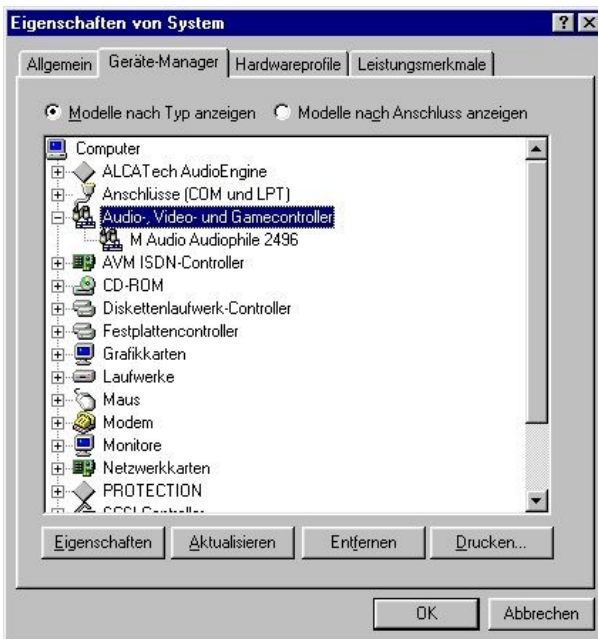 Eigenschaften von System
Allgemein Geräte-Manager Hardwareprofile Leistungsmerkmale
Modelle nach Typ anzeigen Modelle nach Anschluss anzeigen
Computer
ALCATech AudioEngine
Anschlüsse (COM und LPT)
Audio-, Video- und Gamecontroller
M Audio Audiophile 2496
AVM ISDN-Controller
CD-ROM
Diskettenlaufwerk-Controller
Festplattencontroller
Grafikkarten
Laufwerke
Maus
Modem
Monitore
Netzwerkkarten
PROTECTION
SCSI Controller
Eigenschaften Aktualisieren Entfernen Drucken...
OK Abbrechen